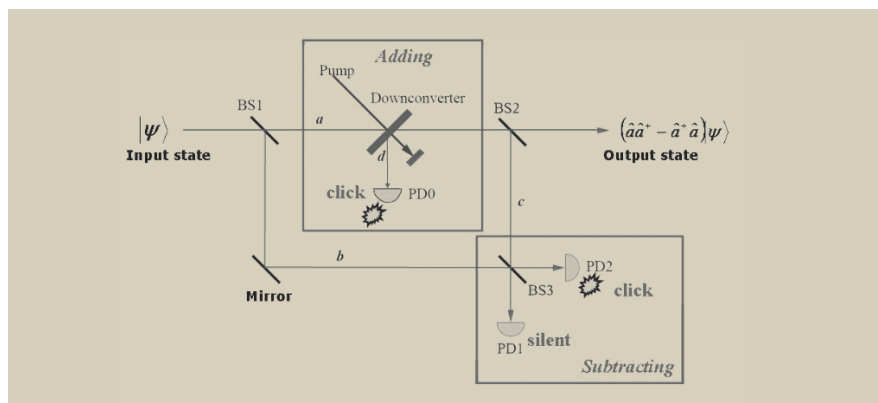 Adding
Pump
Downconverter
BS1
BS2
a
|ψ⟩
(ââ⁺ − â⁺â)|ψ⟩
Input state
Output state
d
click
PD0
c
b
PD2
BS3
click
Mirror
silent
PD1
Subtracting